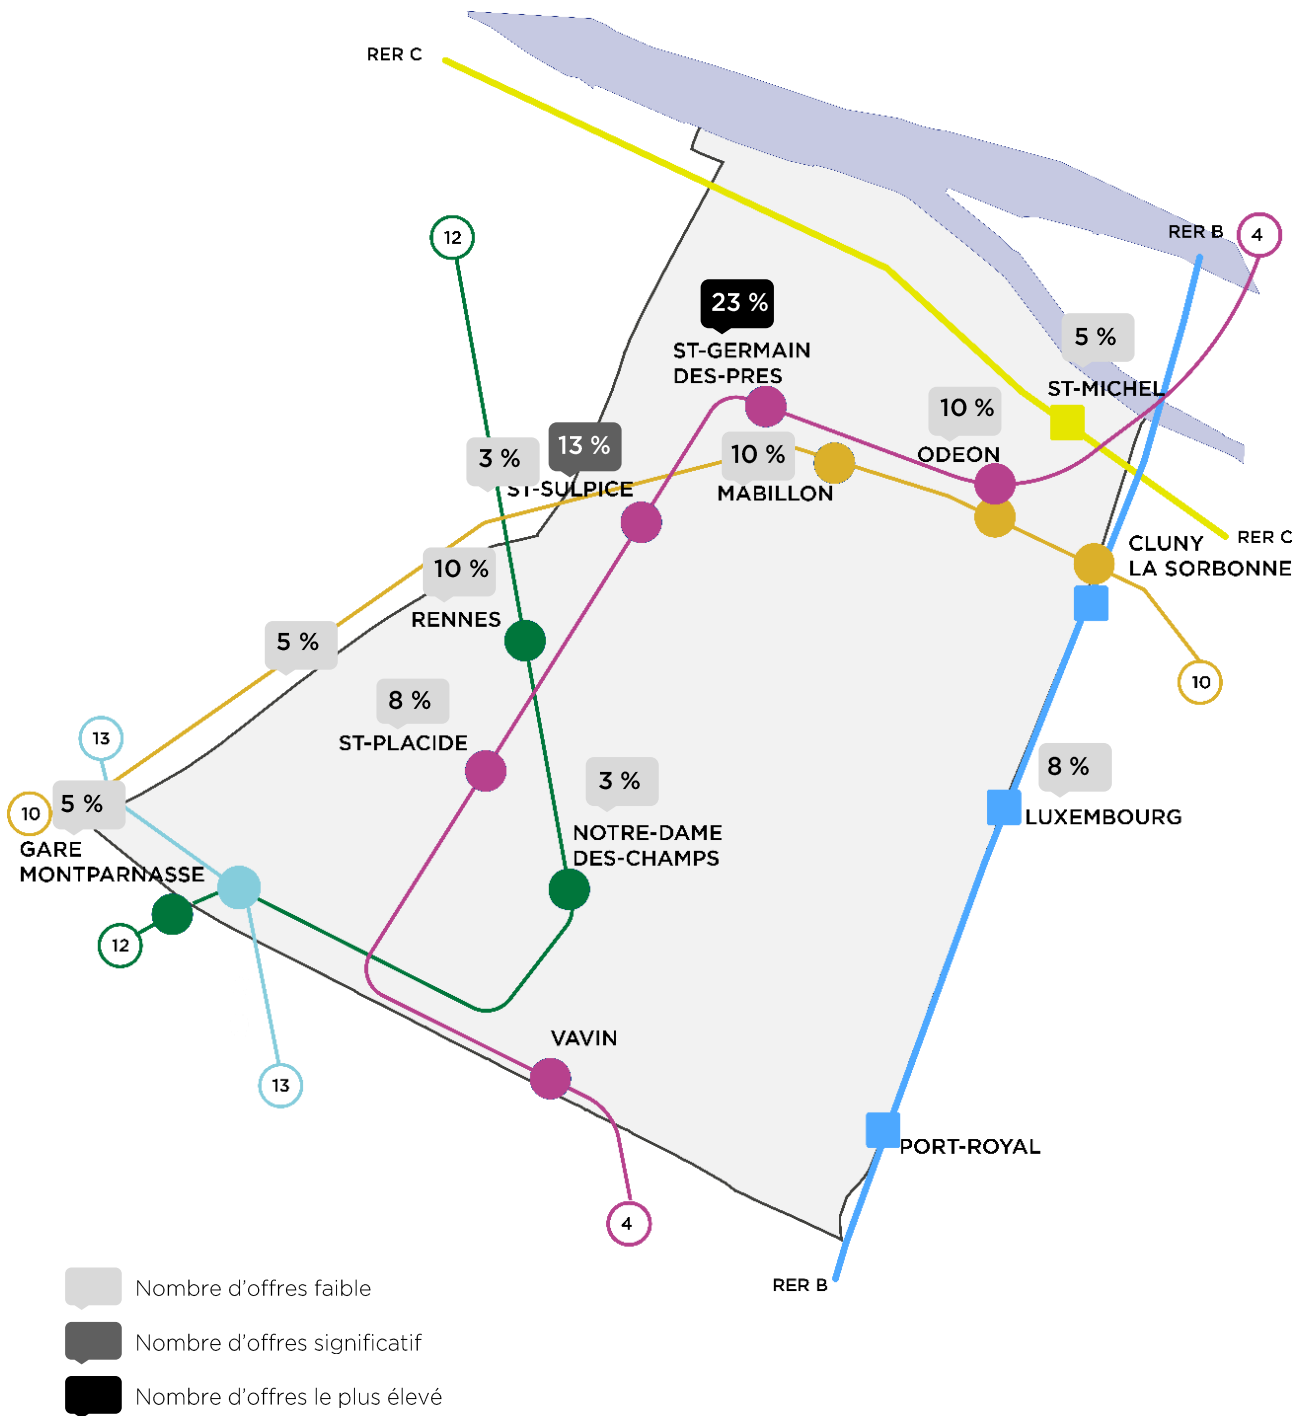 RER C
12
RER B
4
23 %
ST-GERMAIN
DES-PRES
5 %
ST-MICHEL
10 %
ODEON
3 %
13 %
ST-SULPICE
10 %
MABILLON
RER C
CLUNY
LA SORBONNE
10 %
RENNES
5 %
10
8 %
ST-PLACIDE
13
3 %
NOTRE-DAME
DES-CHAMPS
8 %
LUXEMBOURG
10
5 %
GARE
MONTPARNASSE
12
VAVIN
13
PORT-ROYAL
4
RER B
Nombre d'offres faible
Nombre d'offres significatif
Nombre d'offres le plus élevé